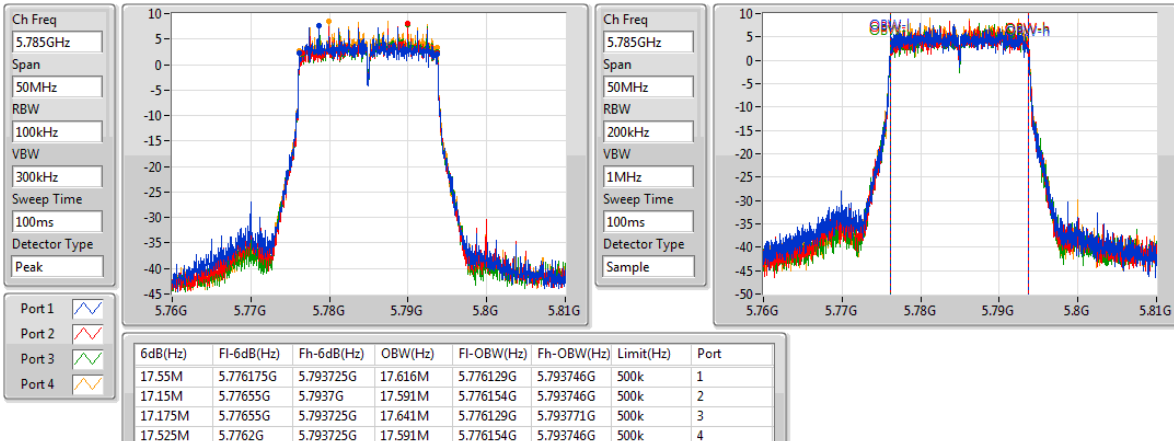 Ch Freq
5.785GHz
Span
50MHz
RBW
100kHz
VBW
300kHz
Sweep Time
100ms
Detector Type
Peak
10
5
0
-5
-10
-15
-20
-25
-30
-35
-40
-45
5.76G 5.77G 5.78G 5.79G 5.8G 5.81G
Ch Freq
5.785GHz
Span
50MHz
RBW
200kHz
VBW
1MHz
Sweep Time
100ms
Detector Type
Sample
10
5
0
-5
-10
-15
-20
-25
-30
-35
-40
-45
-50
OBW-l OBW-h
5.76G 5.77G 5.78G 5.79G 5.8G 5.81G
Port 1
Port 2
Port 3
Port 4
6dB(Hz) Fl-6dB(Hz) Fh-6dB(Hz) OBW(Hz) Fl-OBW(Hz) Fh-OBW(Hz) Limit(Hz) Port
17.55M 5.776175G 5.793725G 17.616M 5.776129G 5.793746G 500k 1
17.15M 5.77655G 5.7937G 17.591M 5.776154G 5.793746G 500k 2
17.175M 5.77655G 5.793725G 17.641M 5.776129G 5.793771G 500k 3
17.525M 5.7762G 5.793725G 17.591M 5.776154G 5.793746G 500k 4